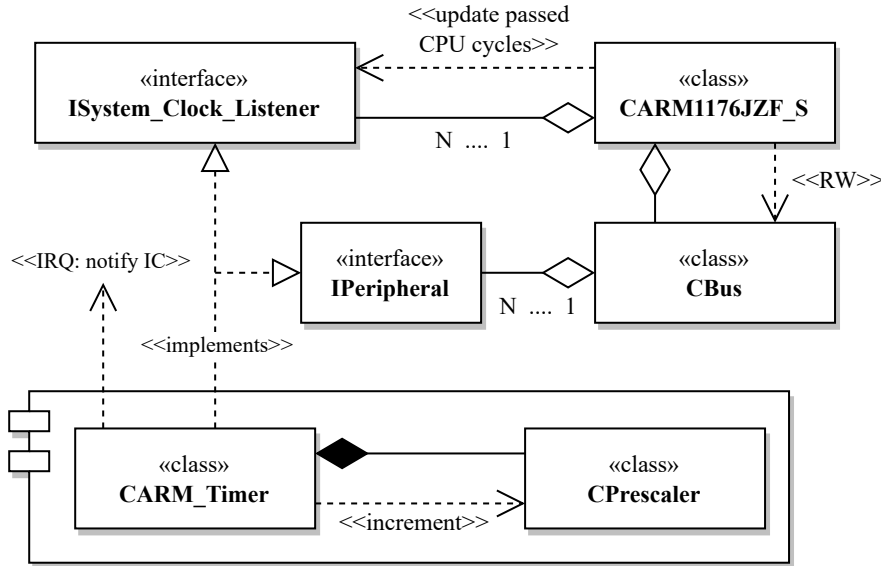 <<update passed
CPU cycles>>
«interface»
ISystem_Clock_Listener
«class»
CARM1176JZF_S
N .... 1
<<RW>>
<<IRQ: notify IC>>
«interface»
IPeripheral
«class»
CBus
N .... 1
<<implements>>
«class»
CARM_Timer
«class»
CPrescaler
<<increment>>